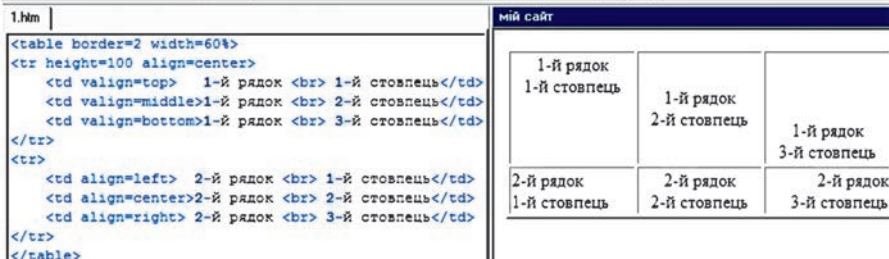 1.htm
<table border=2 width=60%>
<tr height=100 align=center>
<td valign=top> 1-й рядок <br> 1-й стовпець</td>
<td valign=middle>1-й рядок <br> 2-й стовпець</td>
<td valign=bottom>1-й рядок <br> 3-й стовпець</td>
</tr>
<tr>
<td align=left> 2-й рядок <br> 1-й стовпець</td>
<td align=center>2-й рядок <br> 2-й стовпець</td>
<td align=right> 2-й рядок <br> 3-й стовпець</td>
</tr>
</table>
мій сайт
1-й рядок
1-й стовпець
1-й рядок
2-й стовпець
1-й рядок
3-й стовпець
2-й рядок
1-й стовпець
2-й рядок
2-й стовпець
2-й рядок
3-й стовпець